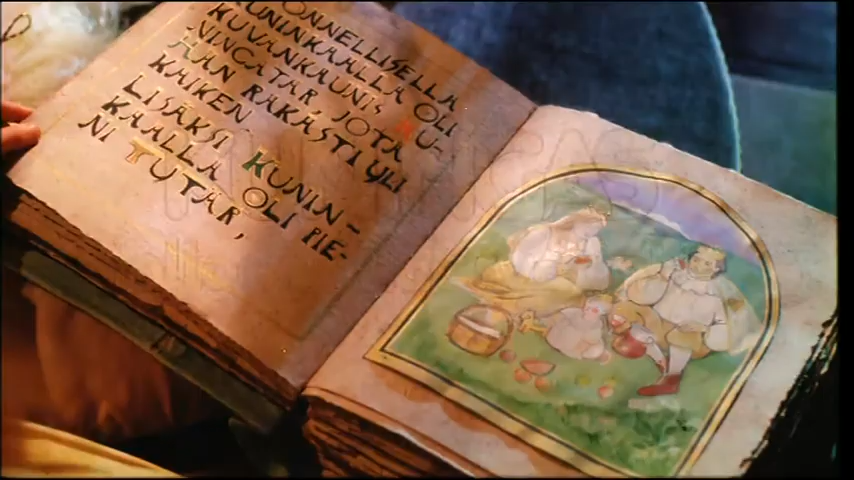 ONNELLISELLA
KUNINKAALLA OLI
KUVANKAUNIS KU-
NINGATAR, JOTA
HÄN RAKASTI YLI
KAIKEN.
LISÄKSI KUNIN-
KAALLA OLI PIE-
NI TYTÄR,